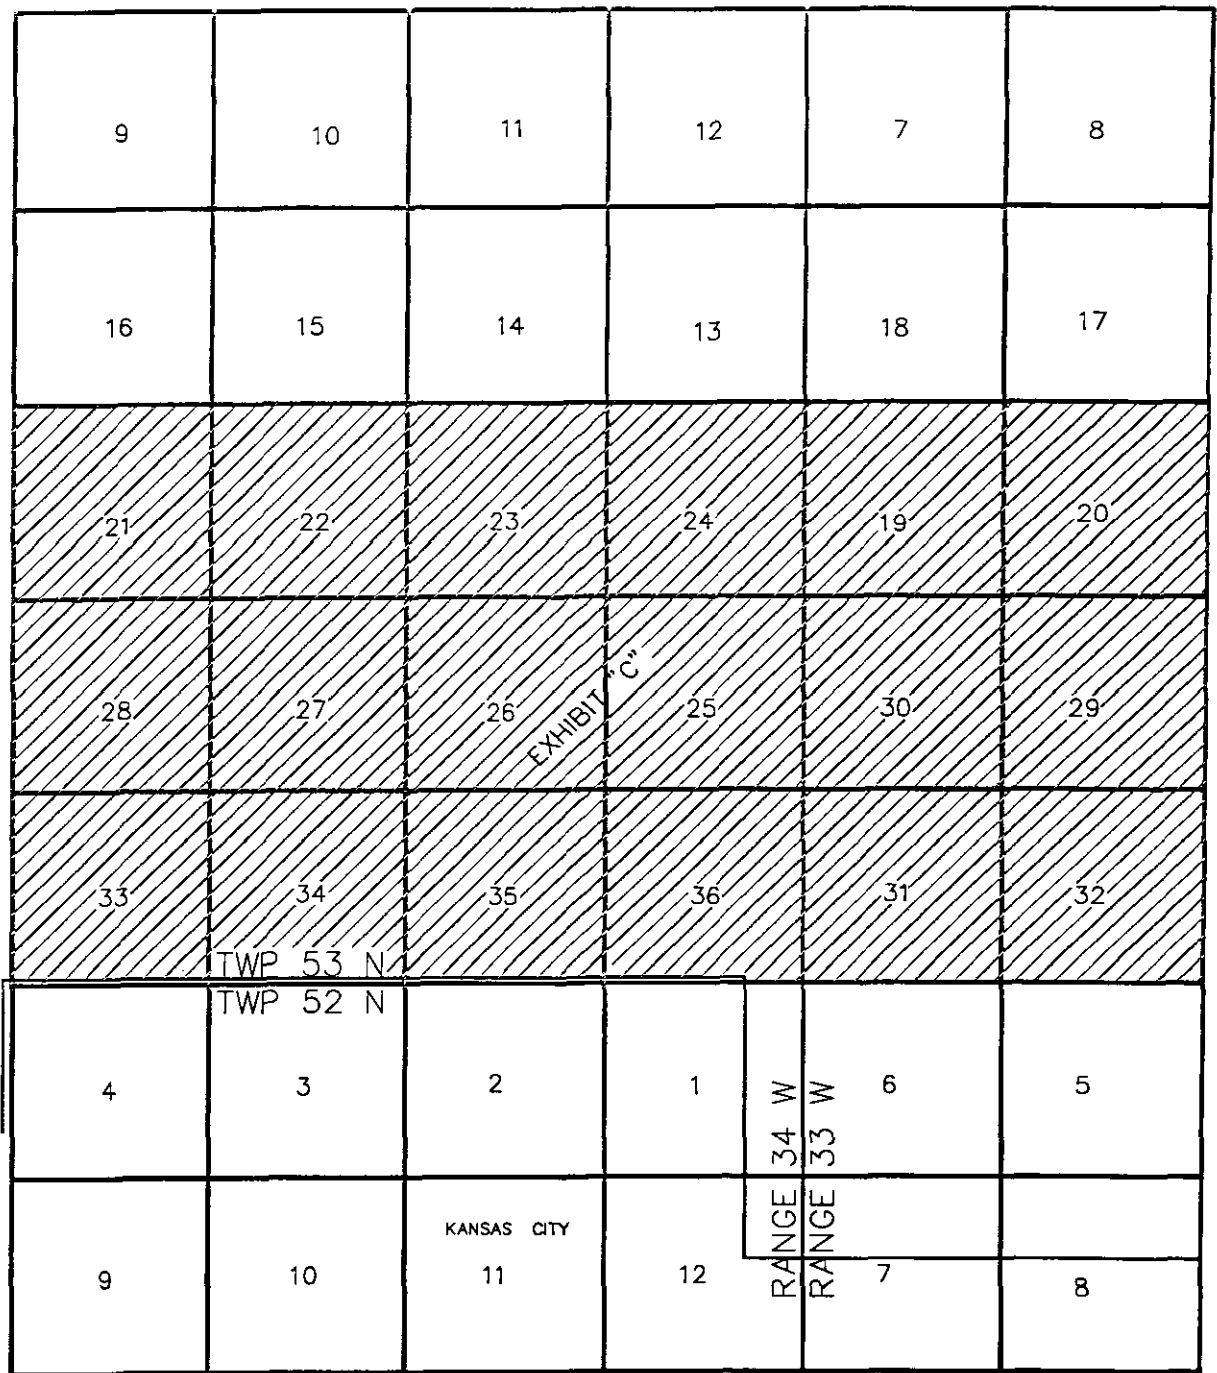 9 10 11 12 7 8
16 15 14 13 18 17
21 22 23 24 19 20
EXHIBIT "C"
28 27 26 25 30 29
33 34 35 36 31 32
TWP 53 N
TWP 52 N
4 3 2 1 6 5
RANGE 34 W
RANGE 33 W
KANSAS CITY
9 10 11 12 7 8